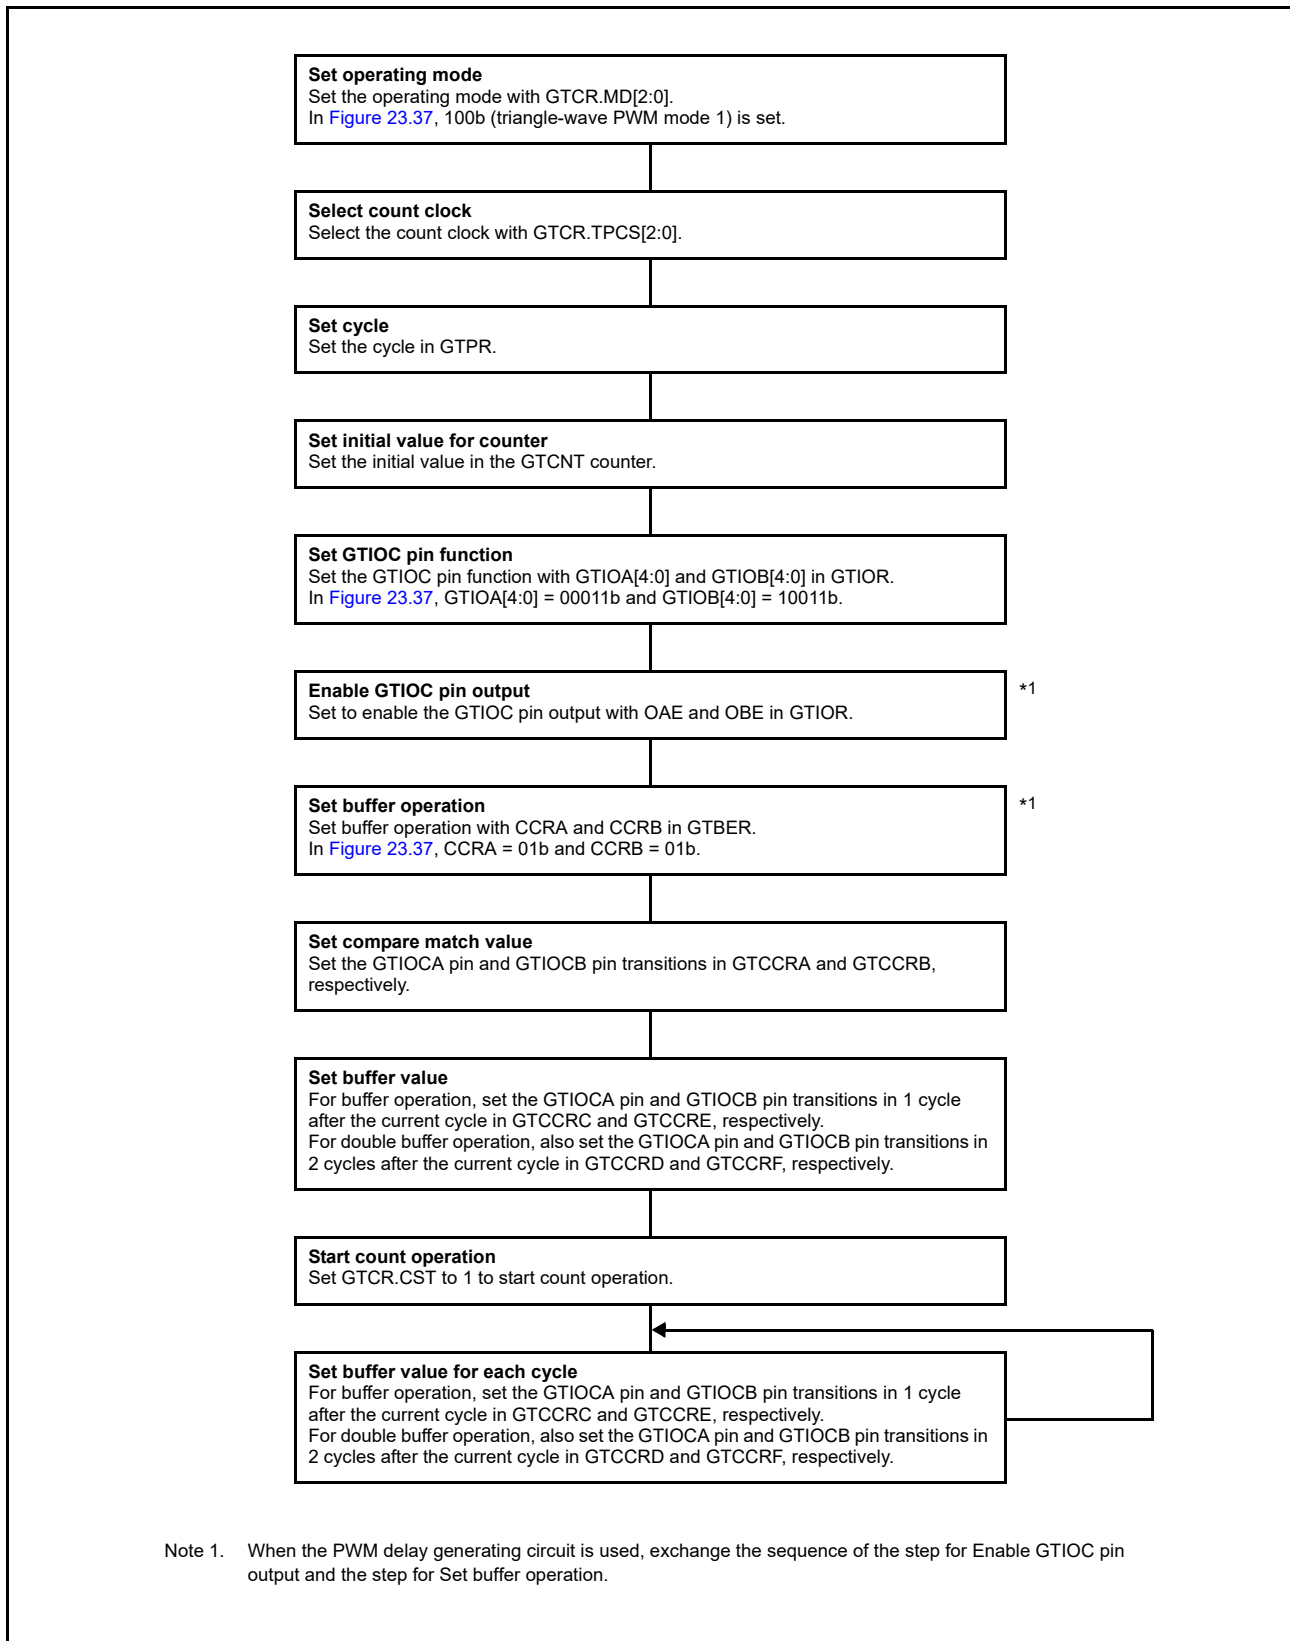 Set operating mode
Set the operating mode with GTCR.MD[2:0].
In Figure 23.37, 100b (triangle-wave PWM mode 1) is set.
Select count clock
Select the count clock with GTCR.TPCS[2:0].
Set cycle
Set the cycle in GTPR.
Set initial value for counter
Set the initial value in the GTCNT counter.
Set GTIOC pin function
Set the GTIOC pin function with GTIOA[4:0] and GTIOB[4:0] in GTIOR.
In Figure 23.37, GTIOA[4:0] = 00011b and GTIOB[4:0] = 10011b.
Enable GTIOC pin output
Set to enable the GTIOC pin output with OAE and OBE in GTIOR.
*1
Set buffer operation
Set buffer operation with CCRA and CCRB in GTBER.
In Figure 23.37, CCRA = 01b and CCRB = 01b.
*1
Set compare match value
Set the GTIOCA pin and GTIOCB pin transitions in GTCCRA and GTCCRB,
respectively.
Set buffer value
For buffer operation, set the GTIOCA pin and GTIOCB pin transitions in 1 cycle
after the current cycle in GTCCRC and GTCCRE, respectively.
For double buffer operation, also set the GTIOCA pin and GTIOCB pin transitions in
2 cycles after the current cycle in GTCCRD and GTCCRF, respectively.
Start count operation
Set GTCR.CST to 1 to start count operation.
Set buffer value for each cycle
For buffer operation, set the GTIOCA pin and GTIOCB pin transitions in 1 cycle
after the current cycle in GTCCRC and GTCCRE, respectively.
For double buffer operation, also set the GTIOCA pin and GTIOCB pin transitions in
2 cycles after the current cycle in GTCCRD and GTCCRF, respectively.
Note 1. When the PWM delay generating circuit is used, exchange the sequence of the step for Enable GTIOC pin
output and the step for Set buffer operation.